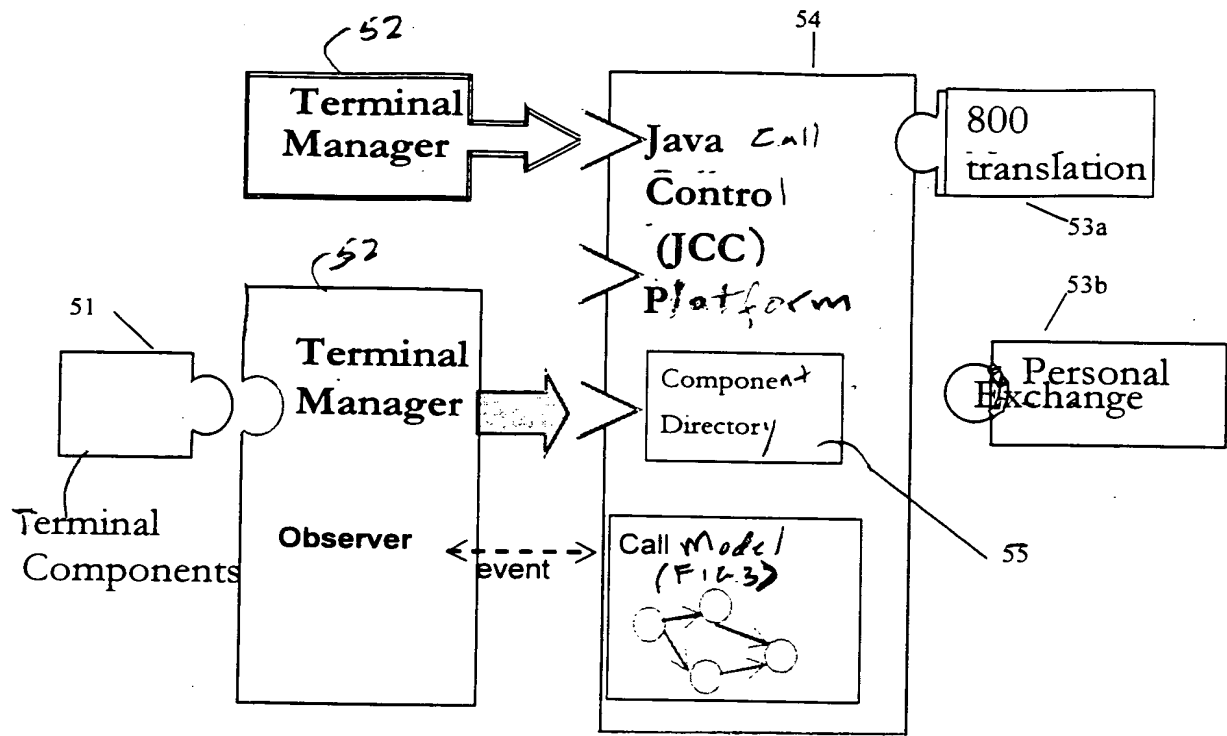 52
54
Terminal
Manager
Java Call
Control
(JCC)
Platform
800
translation
53a
52
51
53b
Terminal
Manager
Component
Directory
Personal
Exchange
Terminal
Components
Observer
event
Call Model
(FIG. 3)
55